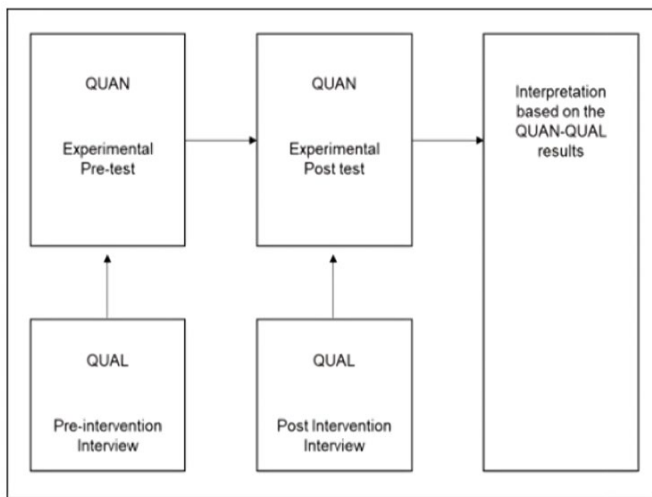 QUAN
Experimental
Pre-test
QUAN
Experimental
Post test
Interpretation
based on the
QUAN-QUAL
results
QUAL
Pre-intervention
Interview
QUAL
Post Intervention
Interview